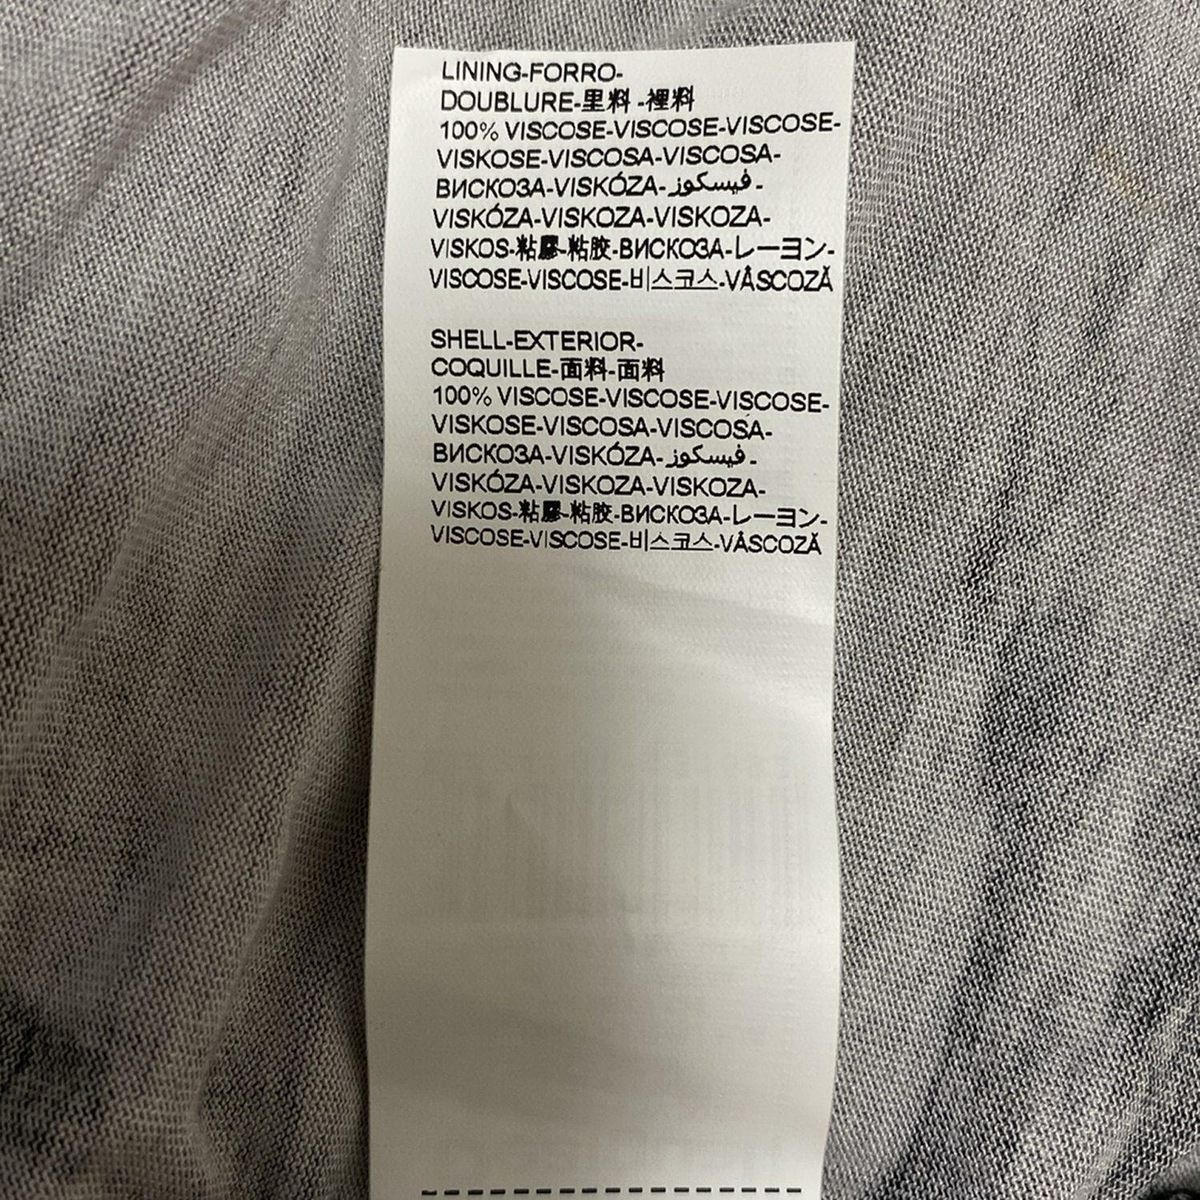 LINING-FORRO-
DOUBLURE-里料 -裡料
100% VISCOSE-VISCOSE-VISCOSE-
VISKOSE-VISCOSA-VISCOSA-
ВИСКОЗА-VISKÓZA-فيسكوز-
VISKÓZA-VISKOZA-VISKOZA-
VISKOS-粘膠-粘胶-ВИСКОЗА-レーヨン-
VISCOSE-VISCOSE-비스코스-VÂSCOZĂ
SHELL-EXTERIOR-
COQUILLE-面料-面料
100% VISCOSE-VISCOSE-VISCOSE-
VISKOSE-VISCOSA-VISCOSA-
ВИСКОЗА-VISKÓZA-فيسكوز-
VISKÓZA-VISKOZA-VISKOZA-
VISKOS-粘膠-粘胶-ВИСКОЗА-レーヨン-
VISCOSE-VISCOSE-비스코스-VÂSCOZĂ